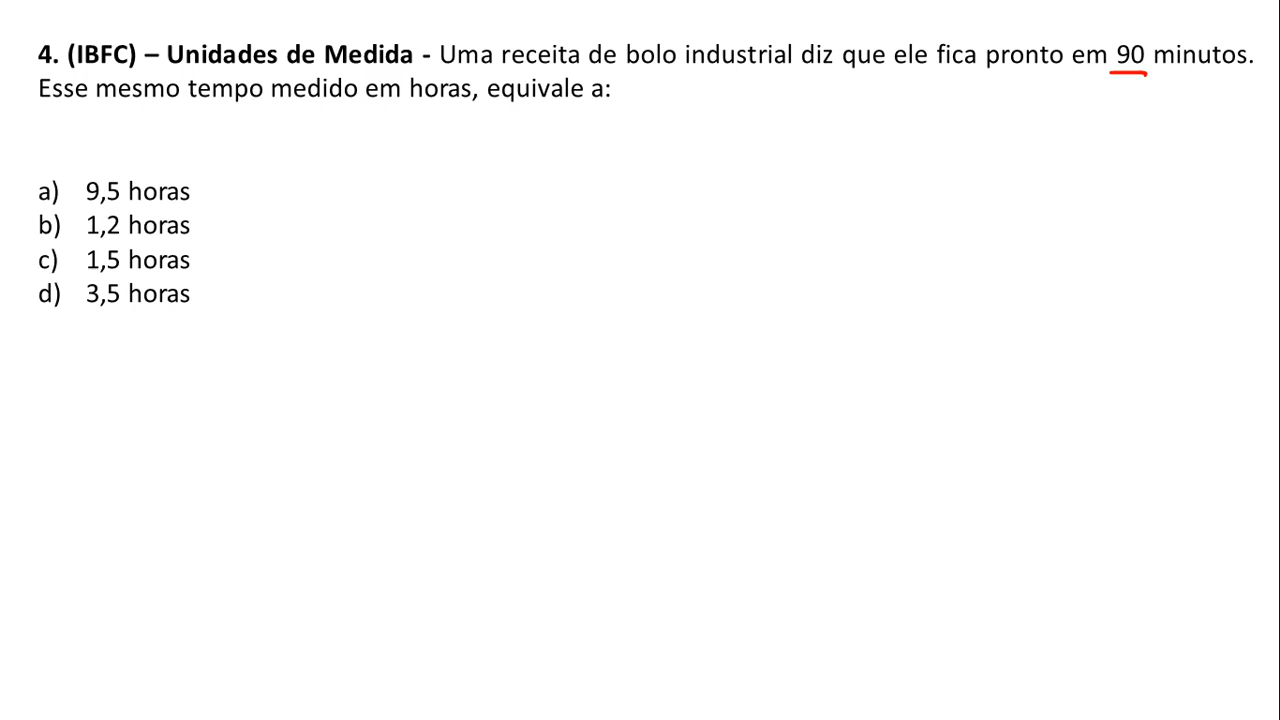 4. (IBFC) – Unidades de Medida - Uma receita de bolo industrial diz que ele fica pronto em 90 minutos.
Esse mesmo tempo medido em horas, equivale a:
a) 9,5 horas
b) 1,2 horas
c) 1,5 horas
d) 3,5 horas